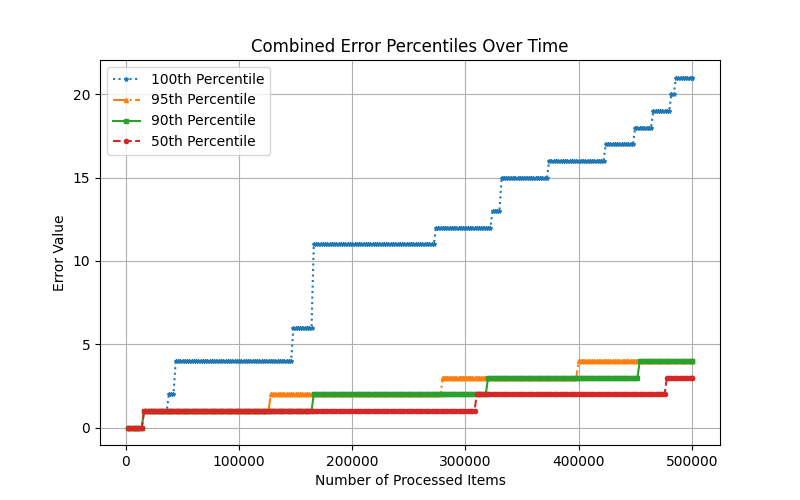 Combined Error Percentiles Over Time
100th Percentile
95th Percentile
90th Percentile
50th Percentile
Error Value
20
15
10
5
0
0 100000 200000 300000 400000 500000
Number of Processed Items